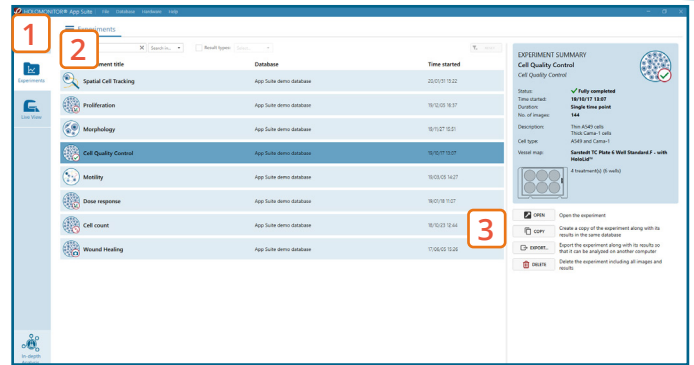 HOLOMONITOR® App Suite | File Database Hardware Help
1
Experiments
2
Search in...
Result types:
ment title Database Time started
Experiments
Spatial Cell Tracking App Suite demo database
Live View
Proliferation App Suite demo database
Morphology App Suite demo database
Cell Quality Control App Suite demo database 18/10/17 13:07
Motility App Suite demo database
Dose response App Suite demo database
Cell count App Suite demo database
Wound Healing App Suite demo database
3
In-depth
EXPERIMENT SUMMARY
Cell Quality Control
Cell Quality Control
Status: Fully completed
Time started: 18/10/17 13:07
Duration: Single time point
No. of images: 144
Description: Thin A549 cells
Thick Cama-1 cells
Cell type: A549 and Cama-1
Vessel map: Sarstedt TC Plate 6 Well Standard.F - with
HoloLid™
4 treatment(s) (6 wells)
OPEN Open the experiment
COPY Create a copy of the experiment along with its
results in the same database
EXPORT... Export the experiment along with its results so
that it can be analyzed on another computer
DELETE Delete the experiment including all images and
results